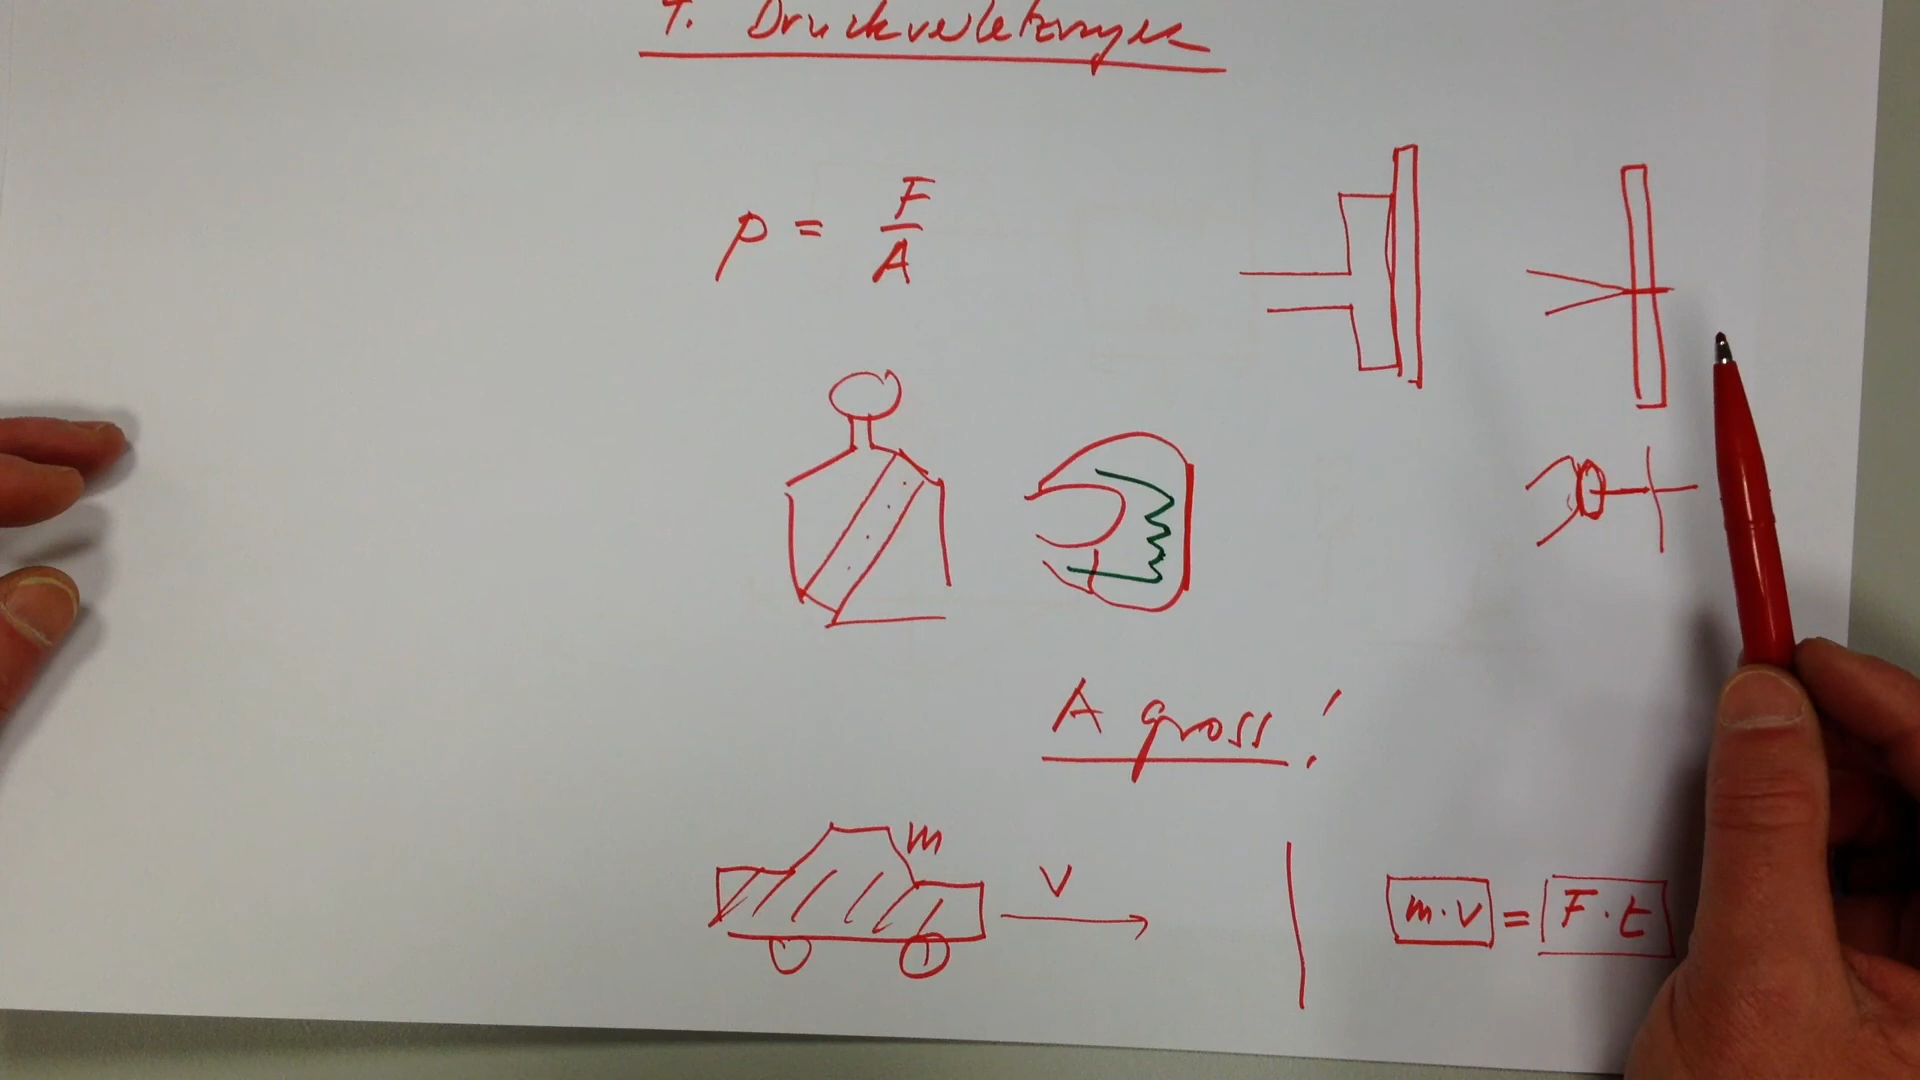 4. Druckverletzungen
p = F/A
A gross!
m
v
m·v = F·t